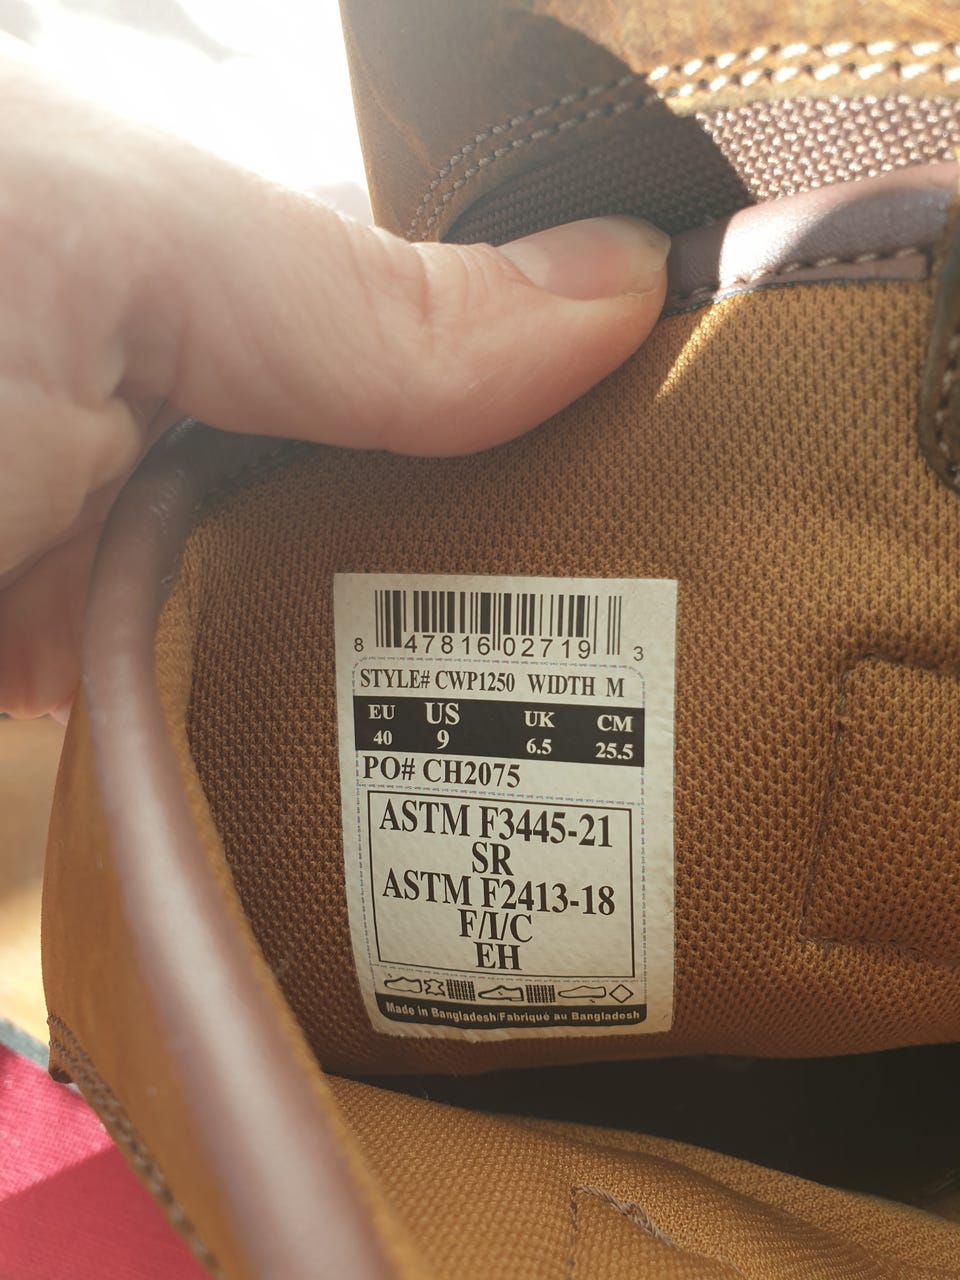 8 47816 02719 3
STYLE# CWP1250 WIDTH M
EU US UK CM
40 9 6.5 25.5
PO# CH2075
ASTM F3445-21
SR
ASTM F2413-18
F/I/C
EH
Made in Bangladesh/Fabriqué au Bangladesh